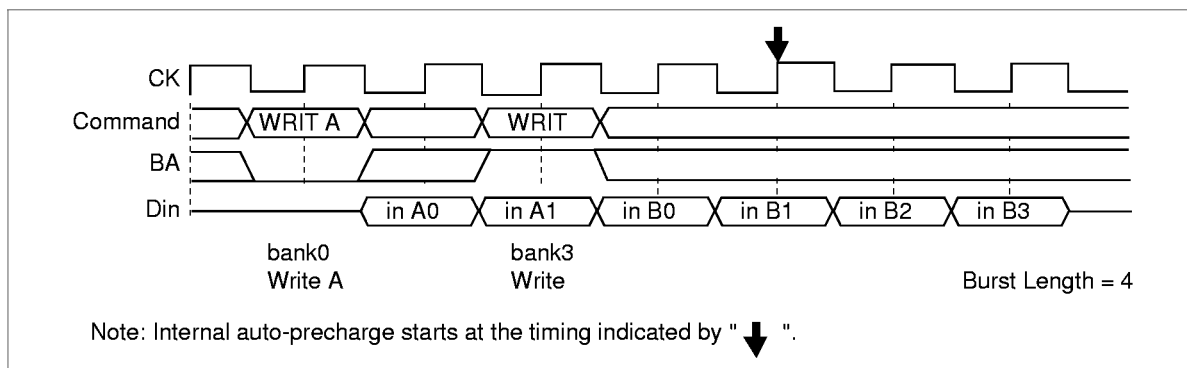 CK
Command WRIT A WRIT
BA
Din in A0 in A1 in B0 in B1 in B2 in B3
bank0 bank3
Write A Write Burst Length = 4
Note: Internal auto-precharge starts at the timing indicated by " ".